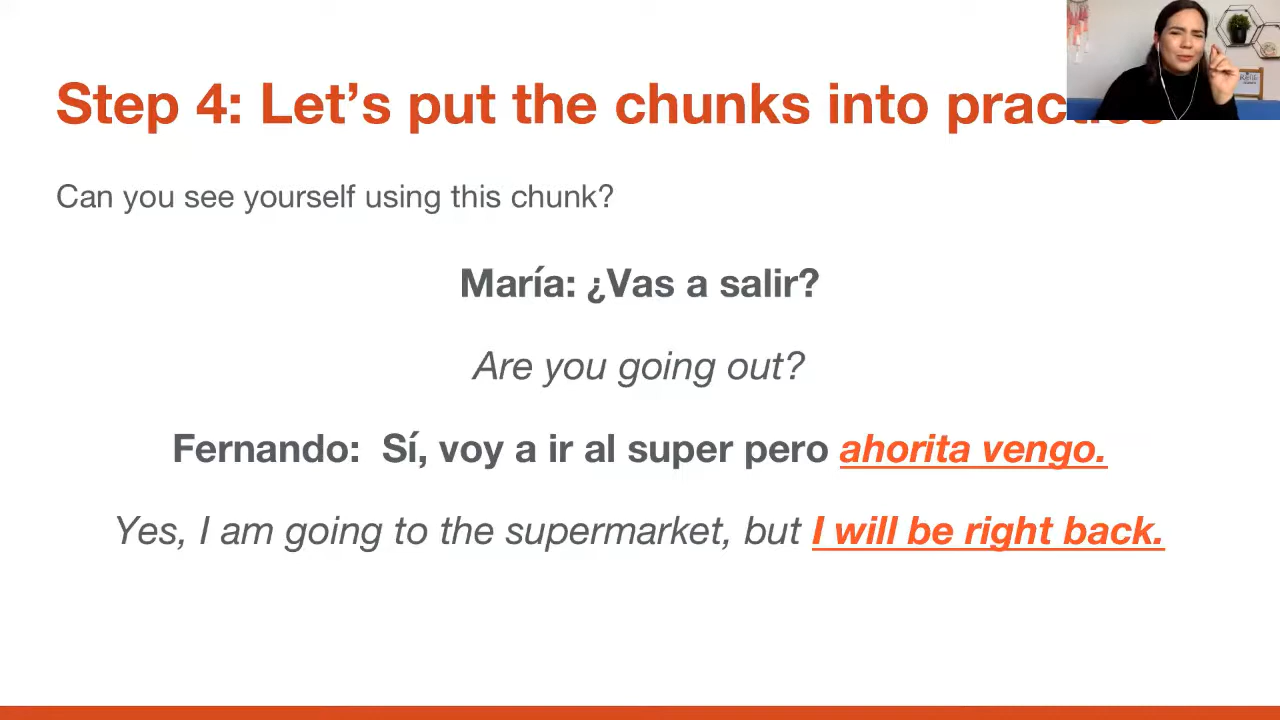 Step 4: Let's put the chunks into practice
Can you see yourself using this chunk?
María: ¿Vas a salir?
Are you going out?
Fernando: Sí, voy a ir al super pero ahorita vengo.
Yes, I am going to the supermarket, but I will be right back.